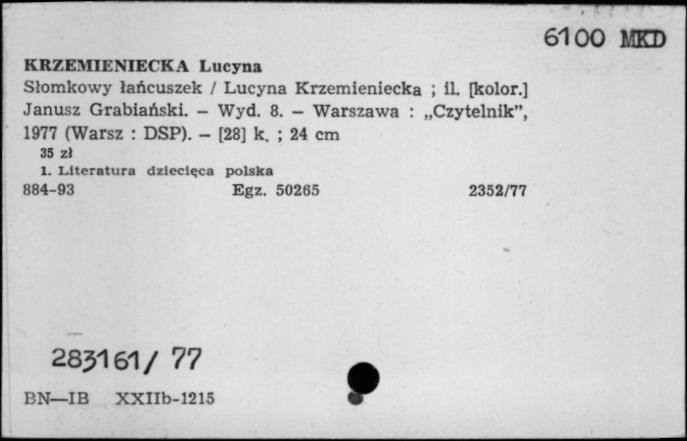 6100 MKD
KRZEMIENIECKA Lucyna
Słomkowy łańcuszek / Lucyna Krzemieniecka ; il. [kolor.]
Janusz Grabiański. – Wyd. 8. – Warszawa : „Czytelnik”,
1977 (Warsz : DSP). – [28] k. ; 24 cm
35 zł
1. Literatura dziecięca polska
884-93 Egz. 50265 2352/77
283161/ 77
BN—IB XXIIb-1215